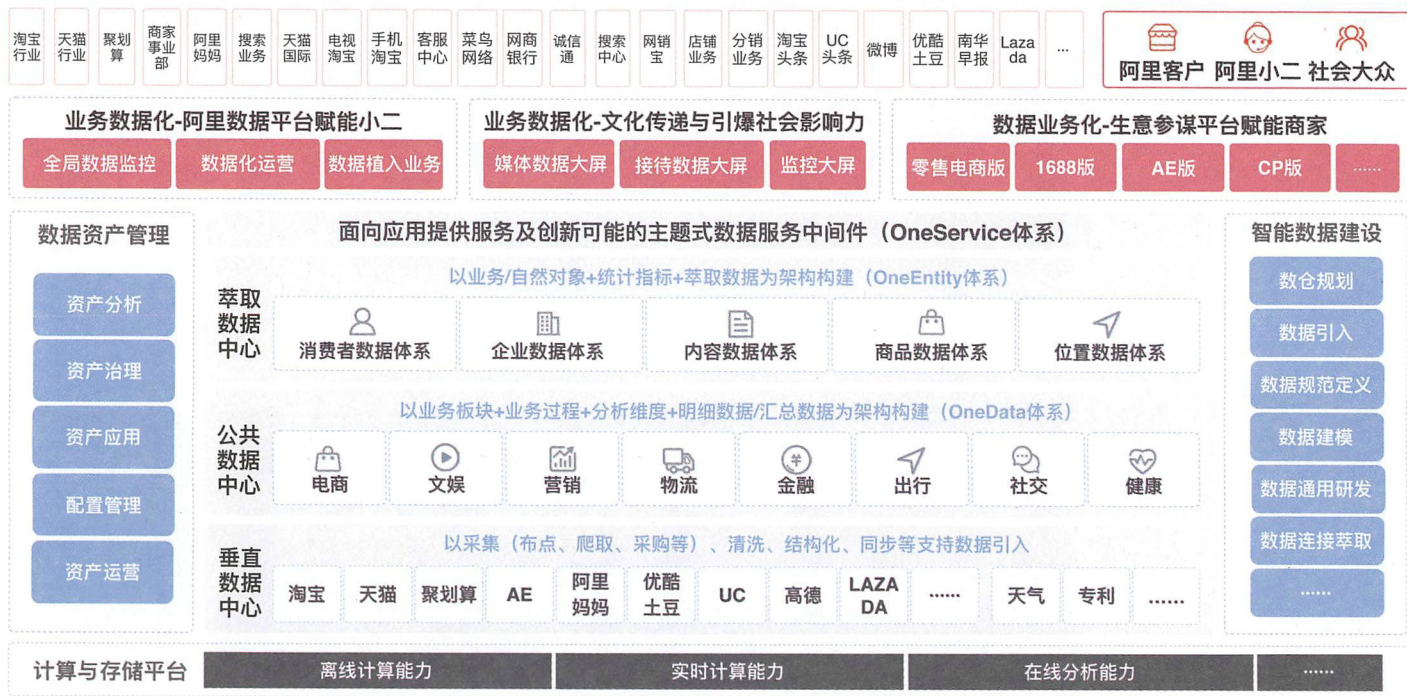 淘宝
行业
天猫
行业
聚划
算
商家
事业
部
阿里
妈妈
搜索
业务
天猫
国际
电视
淘宝
手机
淘宝
客服
中心
菜鸟
网络
网商
银行
诚信
通
搜索
中心
网销
宝
店铺
业务
分销
业务
淘宝
头条
UC
头条
微博
优酷
土豆
南华
早报
Laza
da
...
阿里客户 阿里小二 社会大众
业务数据化-阿里数据平台赋能小二
全局数据监控 数据化运营 数据植入业务
业务数据化-文化传递与引爆社会影响力
媒体数据大屏 接待数据大屏 监控大屏
数据业务化-生意参谋平台赋能商家
零售电商版 1688版 AE版 CP版 ······
数据资产管理
资产分析
资产治理
资产应用
配置管理
资产运营
面向应用提供服务及创新可能的主题式数据服务中间件（OneService体系）
以业务/自然对象+统计指标+萃取数据为架构构建（OneEntity体系）
萃取
数据
中心
消费者数据体系 企业数据体系 内容数据体系 商品数据体系 位置数据体系
以业务板块+业务过程+分析维度+明细数据/汇总数据为架构构建（OneData体系）
公共
数据
中心
电商 文娱 营销 物流 金融 出行 社交 健康
以采集（布点、爬取、采购等）、清洗、结构化、同步等支持数据引入
垂直
数据
中心
淘宝 天猫 聚划算 AE
阿里
妈妈
优酷
土豆
UC 高德
LAZA
DA
······ 天气 专利 ······
智能数据建设
数仓规划
数据引入
数据规范定义
数据建模
数据通用研发
数据连接萃取
······
计算与存储平台 离线计算能力 实时计算能力 在线分析能力 ······